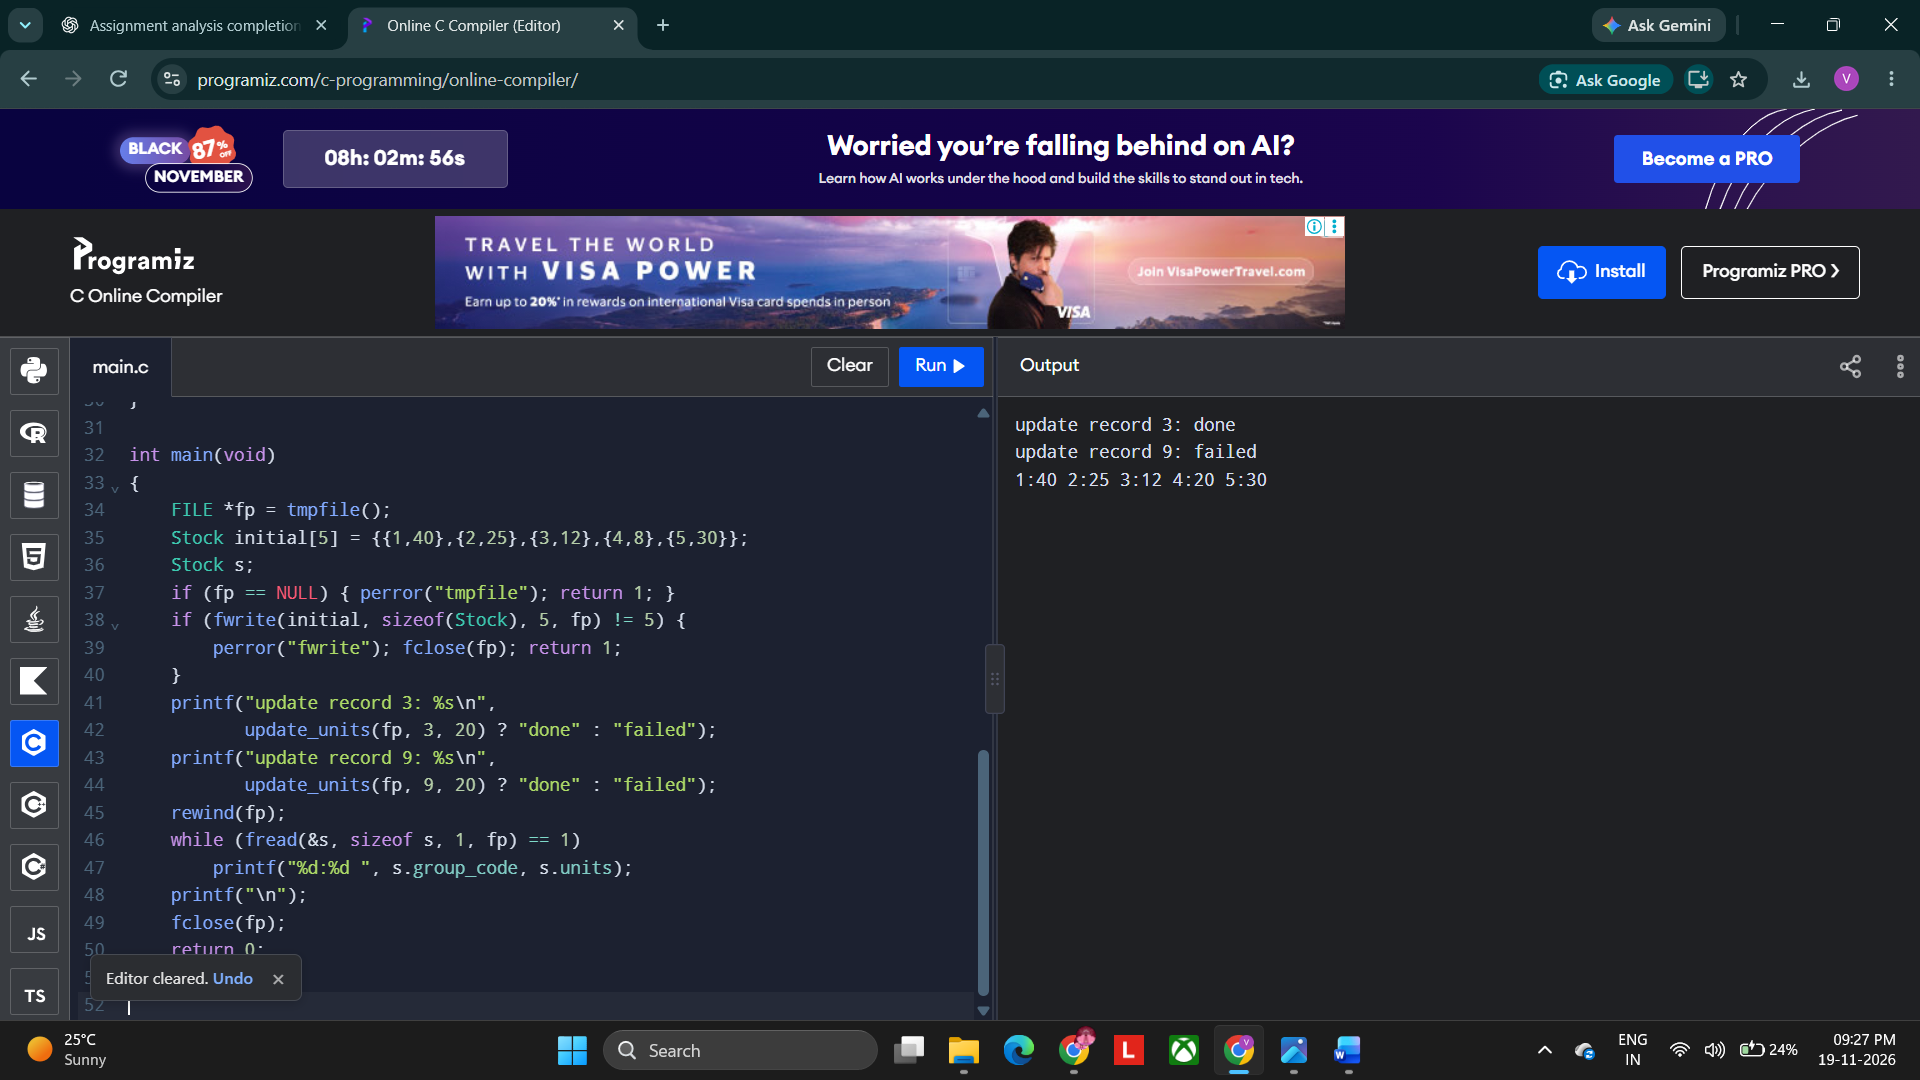 Assignment analysis completion
Online C Compiler (Editor)
Ask Gemini
programiz.com/c-programming/online-compiler/
Ask Google
V
BLACK 87% OFF
NOVEMBER
08h: 02m: 56s
Worried you’re falling behind on AI?
Learn how AI works under the hood and build the skills to stand out in tech.
Become a PRO
Programiz
C Online Compiler
TRAVEL THE WORLD
WITH VISA POWER
Earn up to 20%* in rewards on international Visa card spends in person
Join VisaPowerTravel.com
VISA
Install
Programiz PRO
main.c
Clear
Run
Output
30 }
31
32 int main(void)
33 {
34 FILE *fp = tmpfile();
35 Stock initial[5] = {{1,40},{2,25},{3,12},{4,8},{5,30}};
36 Stock s;
37 if (fp == NULL) { perror("tmpfile"); return 1; }
38 if (fwrite(initial, sizeof(Stock), 5, fp) != 5) {
39 perror("fwrite"); fclose(fp); return 1;
40 }
41 printf("update record 3: %s\n",
42 update_units(fp, 3, 20) ? "done" : "failed");
43 printf("update record 9: %s\n",
44 update_units(fp, 9, 20) ? "done" : "failed");
45 rewind(fp);
46 while (fread(&s, sizeof s, 1, fp) == 1)
47 printf("%d:%d ", s.group_code, s.units);
48 printf("\n");
49 fclose(fp);
50 return 0;
52
Editor cleared. Undo
update record 3: done
update record 9: failed
1:40 2:25 3:12 4:20 5:30
JS
TS
25°C
Sunny
Search
L
ENG
IN
24%
09:27 PM
19-11-2026